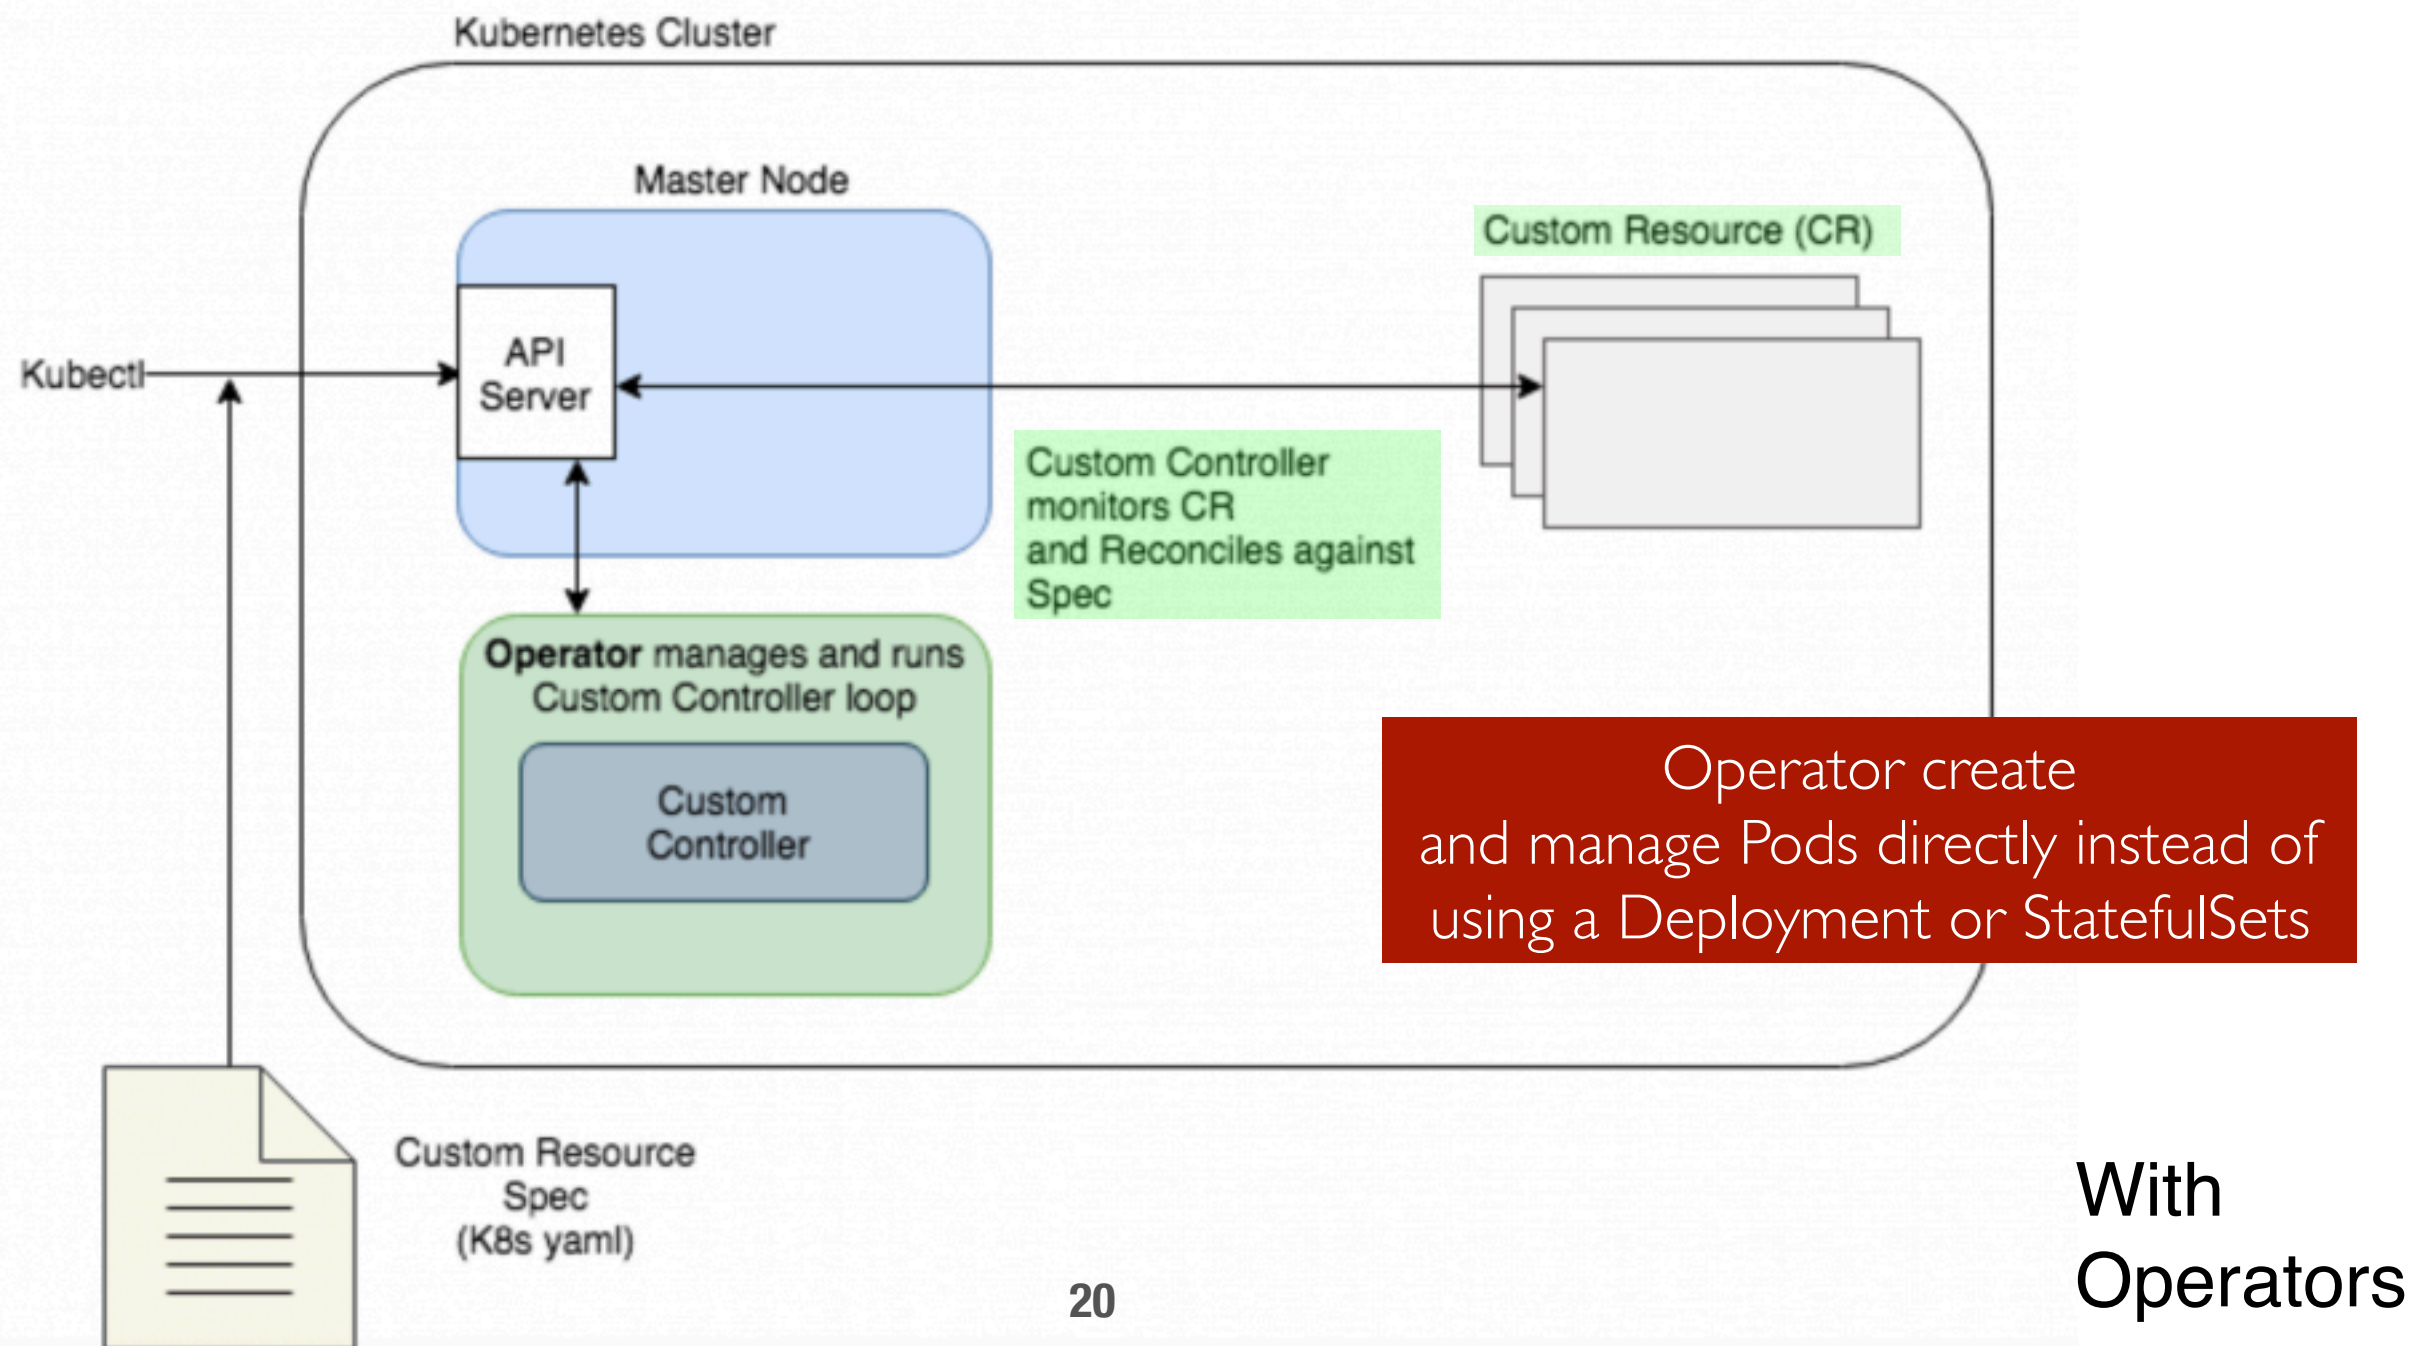 Kubernetes Cluster
Master Node
Custom Resource (CR)
API
Server
Kubectl
Custom Controller
monitors CR
and Reconciles against
Spec
Operator manages and runs
Custom Controller loop
Custom
Controller
Operator create
and manage Pods directly instead of
using a Deployment or StatefulSets
Custom Resource
Spec
(K8s yaml)
With
Operators
20